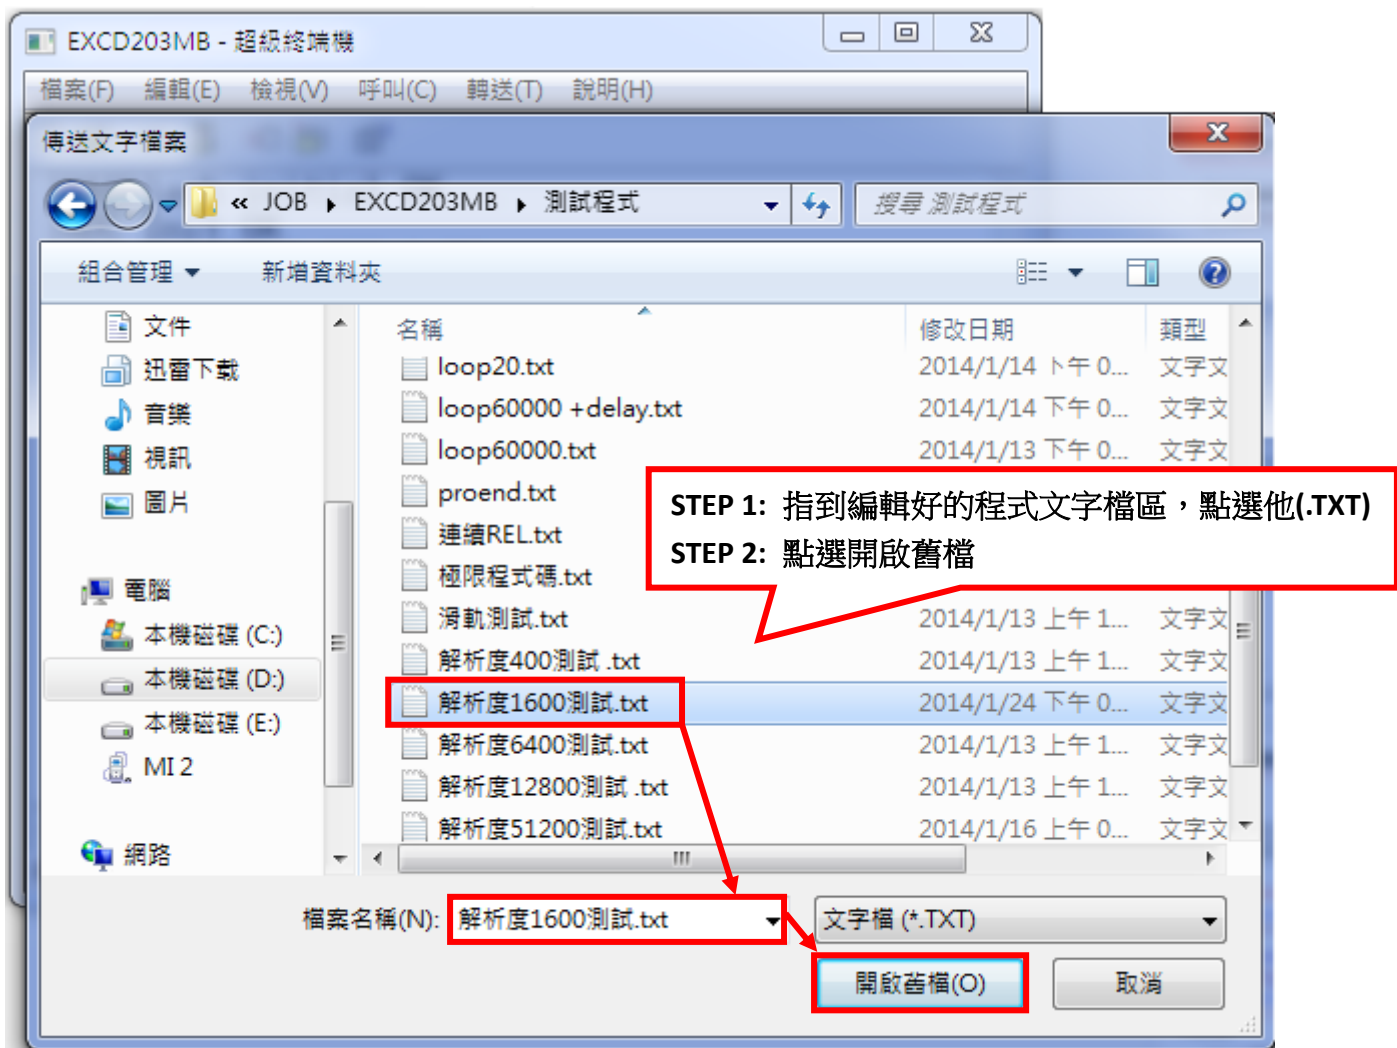 EXCD203MB - 超級終端機
檔案(F) 編輯(E) 檢視(V) 呼叫(C) 轉送(T) 說明(H)
傳送文字檔案
« JOB ▸ EXCD203MB ▸ 測試程式
搜尋 測試程式
組合管理 ▼ 新增資料夾
文件
迅雷下載
音樂
視訊
圖片
電腦
本機磁碟 (C:)
本機磁碟 (D:)
本機磁碟 (E:)
MI 2
網路
名稱 修改日期 類型
loop20.txt 2014/1/14 下午 0... 文字文
loop60000 +delay.txt 2014/1/14 下午 0... 文字文
loop60000.txt 2014/1/13 下午 0... 文字文
proend.txt
連續REL.txt
極限程式碼.txt
滑軌測試.txt 2014/1/13 上午 1... 文字文
解析度400測試 .txt 2014/1/13 上午 1... 文字文
解析度1600測試.txt 2014/1/24 下午 0... 文字文
解析度6400測試.txt 2014/1/13 上午 1... 文字文
解析度12800測試 .txt 2014/1/13 上午 1... 文字文
解析度51200測試.txt 2014/1/16 上午 0... 文字文
STEP 1: 指到編輯好的程式文字檔區，點選他(.TXT)
STEP 2: 點選開啟舊檔
檔案名稱(N): 解析度1600測試.txt 文字檔 (*.TXT)
開啟舊檔(O) 取消